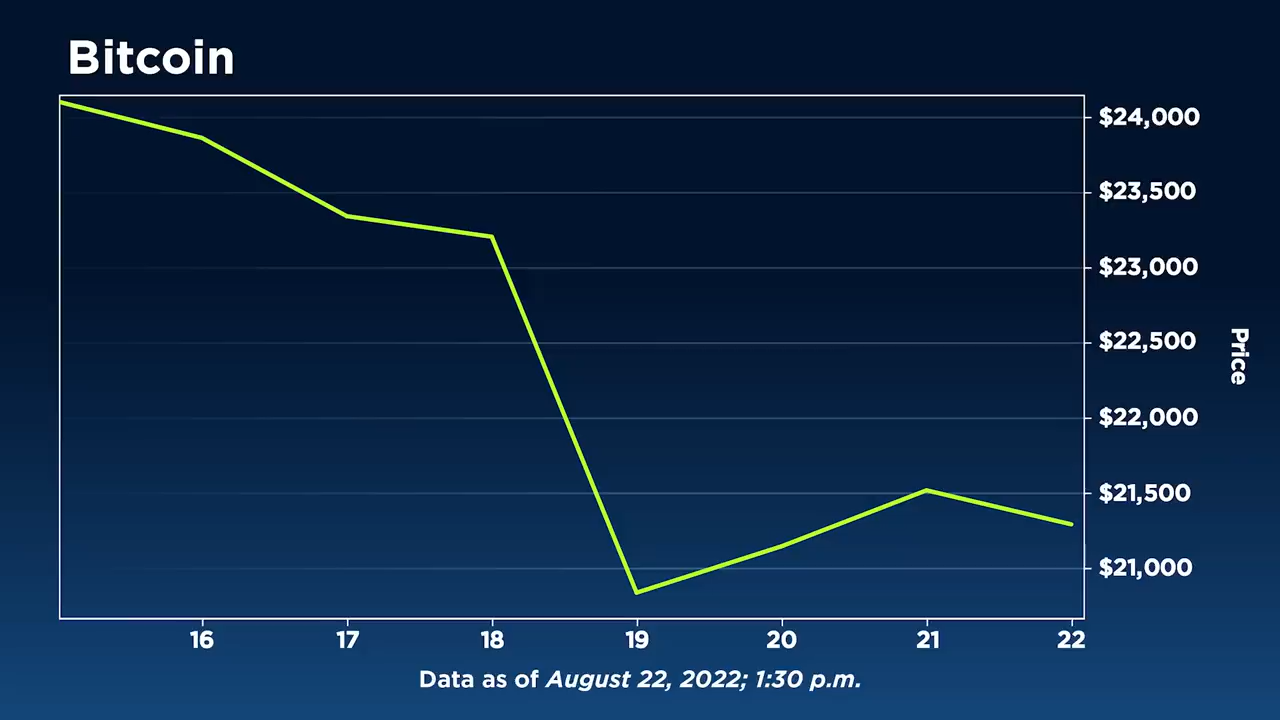 Bitcoin
$24,000
$23,500
$23,000
$22,500
Price
$22,000
$21,500
$21,000
16 17 18 19 20 21 22
Data as of August 22, 2022; 1:30 p.m.